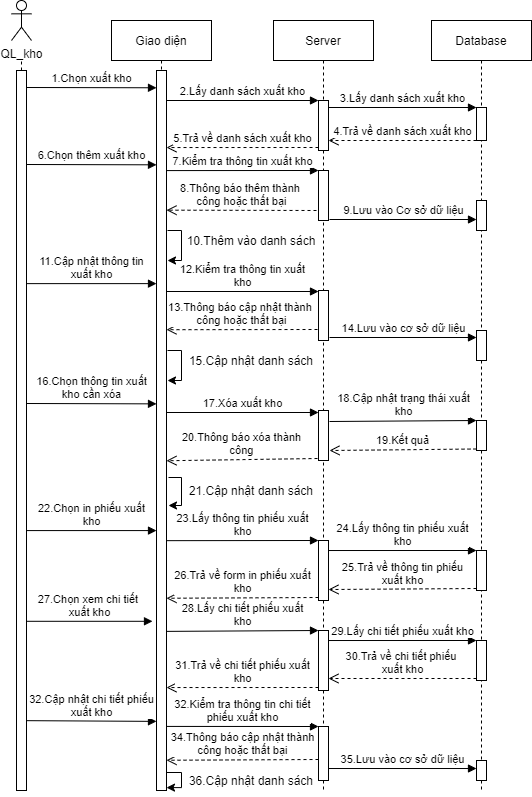 QL_kho
Giao diện
Server
Database
1.Chọn xuất kho
2.Lấy danh sách xuất kho
3.Lấy danh sách xuất kho
4.Trả về danh sách xuất kho
5.Trả về danh sách xuất kho
6.Chọn thêm xuất kho
7.Kiểm tra thông tin xuất kho
8.Thông báo thêm thành
công hoặc thất bại
9.Lưu vào Cơ sở dữ liệu
10.Thêm vào danh sách
11.Cập nhật thông tin
xuất kho
12.Kiểm tra thông tin xuất
kho
13.Thông báo cập nhật thành
công hoặc thất bại
14.Lưu vào cơ sở dữ liệu
15.Cập nhật danh sách
16.Chọn thông tin xuất
kho cần xóa
17.Xóa xuất kho
18.Cập nhật trạng thái xuất
kho
19.Kết quả
20.Thông báo xóa thành
công
21.Cập nhật danh sách
22.Chọn in phiếu xuất
kho
23.Lấy thông tin phiếu xuất
kho
24.Lấy thông tin phiếu xuất
kho
25.Trả về thông tin phiếu
xuất kho
26.Trả về form in phiếu xuất
kho
27.Chọn xem chi tiết
xuất kho
28.Lấy chi tiết phiếu xuất
kho
29.Lấy chi tiết phiếu xuất kho
30.Trả về chi tiết phiếu
xuất kho
31.Trả về chi tiết phiếu xuất
kho
32.Cập nhật chi tiết phiếu
xuất kho
32.Kiểm tra thông tin chi tiết
phiếu xuất kho
34.Thông báo cập nhật thành
công hoặc thất bại
35.Lưu vào cơ sở dữ liệu
36.Cập nhật danh sách